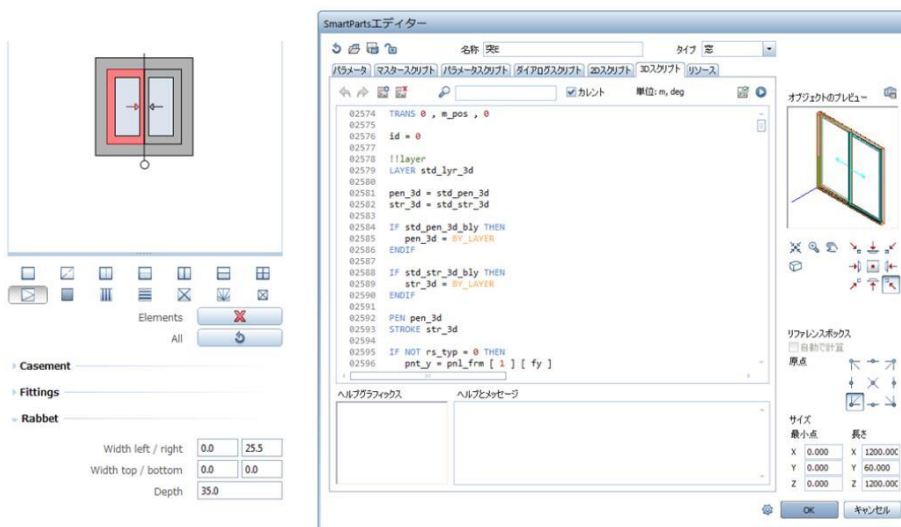 Elements
All
Casement
Fittings
Rabbet
Width left / right 0.0 25.5
Width top / bottom 0.0 0.0
Depth 35.0
SmartPartsエディター
名称 突E タイプ 窓
パラメータ マスタースクリプト パラメータスクリプト ダイアログスクリプト 2Dスクリプト 3Dスクリプト リソース
カレント 単位: m, deg
02574 TRANS 0 , m_pos , 0
02575
02576 id = 0
02577
02578 !!layer
02579 LAYER std_lyr_3d
02580
02581 pen_3d = std_pen_3d
02582 str_3d = std_str_3d
02583
02584 IF std_pen_3d_bly THEN
02585 pen_3d = BY_LAYER
02586 ENDIF
02587
02588 IF std_str_3d_bly THEN
02589 str_3d = BY_LAYER
02590 ENDIF
02591
02592 PEN pen_3d
02593 STROKE str_3d
02594
02595 IF NOT rs_typ = 0 THEN
02596 pnt_y = pnl_frm [ 1 ] [ fy ]
ヘルプグラフィックス ヘルプとメッセージ
オブジェクトのプレビュー
リファレンスボックス
自動で計算
原点
サイズ
最小点 長さ
X 0.000 X 1200.000
Y 0.000 Y 60.000
Z 0.000 Z 1200.000
OK キャンセル